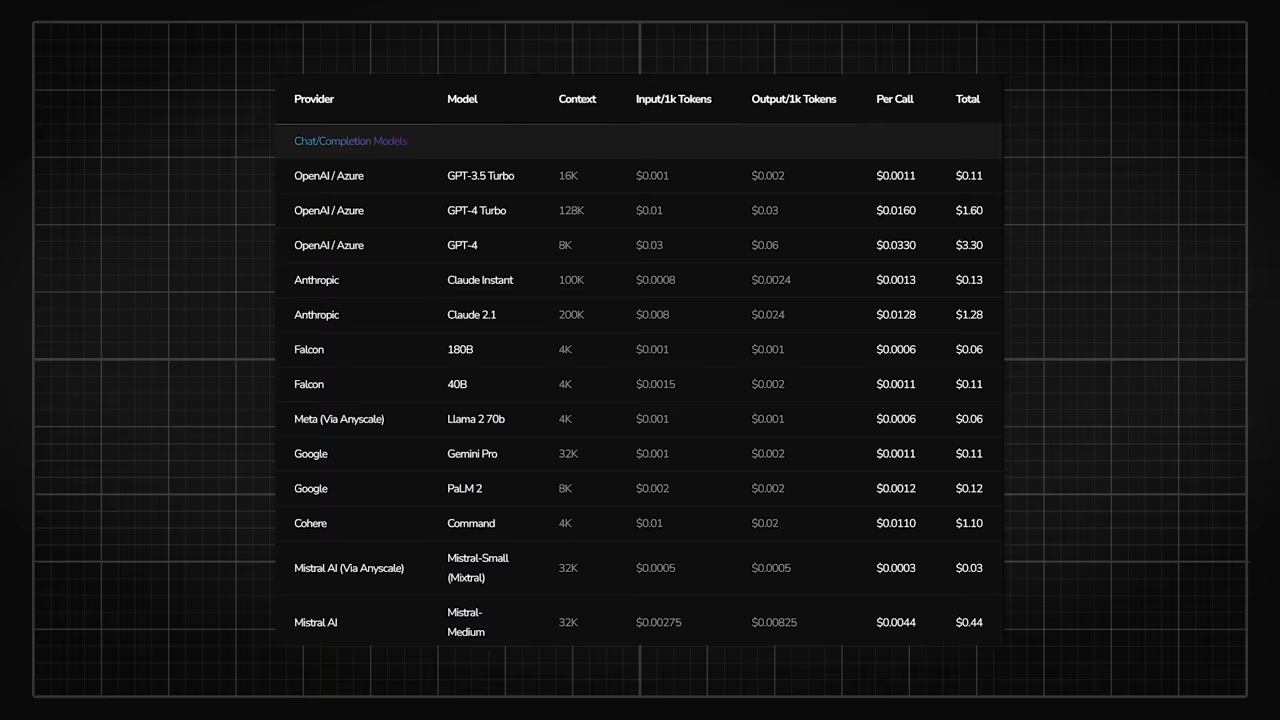 Provider Model Context Input/1k Tokens Output/1k Tokens Per Call Total
Chat/Completion Models
OpenAI / Azure GPT-3.5 Turbo 16K $0.001 $0.002 $0.0011 $0.11
OpenAI / Azure GPT-4 Turbo 128K $0.01 $0.03 $0.0160 $1.60
OpenAI / Azure GPT-4 8K $0.03 $0.06 $0.0330 $3.30
Anthropic Claude Instant 100K $0.0008 $0.0024 $0.0013 $0.13
Anthropic Claude 2.1 200K $0.008 $0.024 $0.0128 $1.28
Falcon 180B 4K $0.001 $0.001 $0.0006 $0.06
Falcon 40B 4K $0.0015 $0.002 $0.0011 $0.11
Meta (Via Anyscale) Llama 2 70b 4K $0.001 $0.001 $0.0006 $0.06
Google Gemini Pro 32K $0.001 $0.002 $0.0011 $0.11
Google PaLM 2 8K $0.002 $0.002 $0.0012 $0.12
Cohere Command 4K $0.01 $0.02 $0.0110 $1.10
Mistral AI (Via Anyscale) Mistral-Small (Mixtral) 32K $0.0005 $0.0005 $0.0003 $0.03
Mistral AI Mistral-Medium 32K $0.00275 $0.00825 $0.0044 $0.44